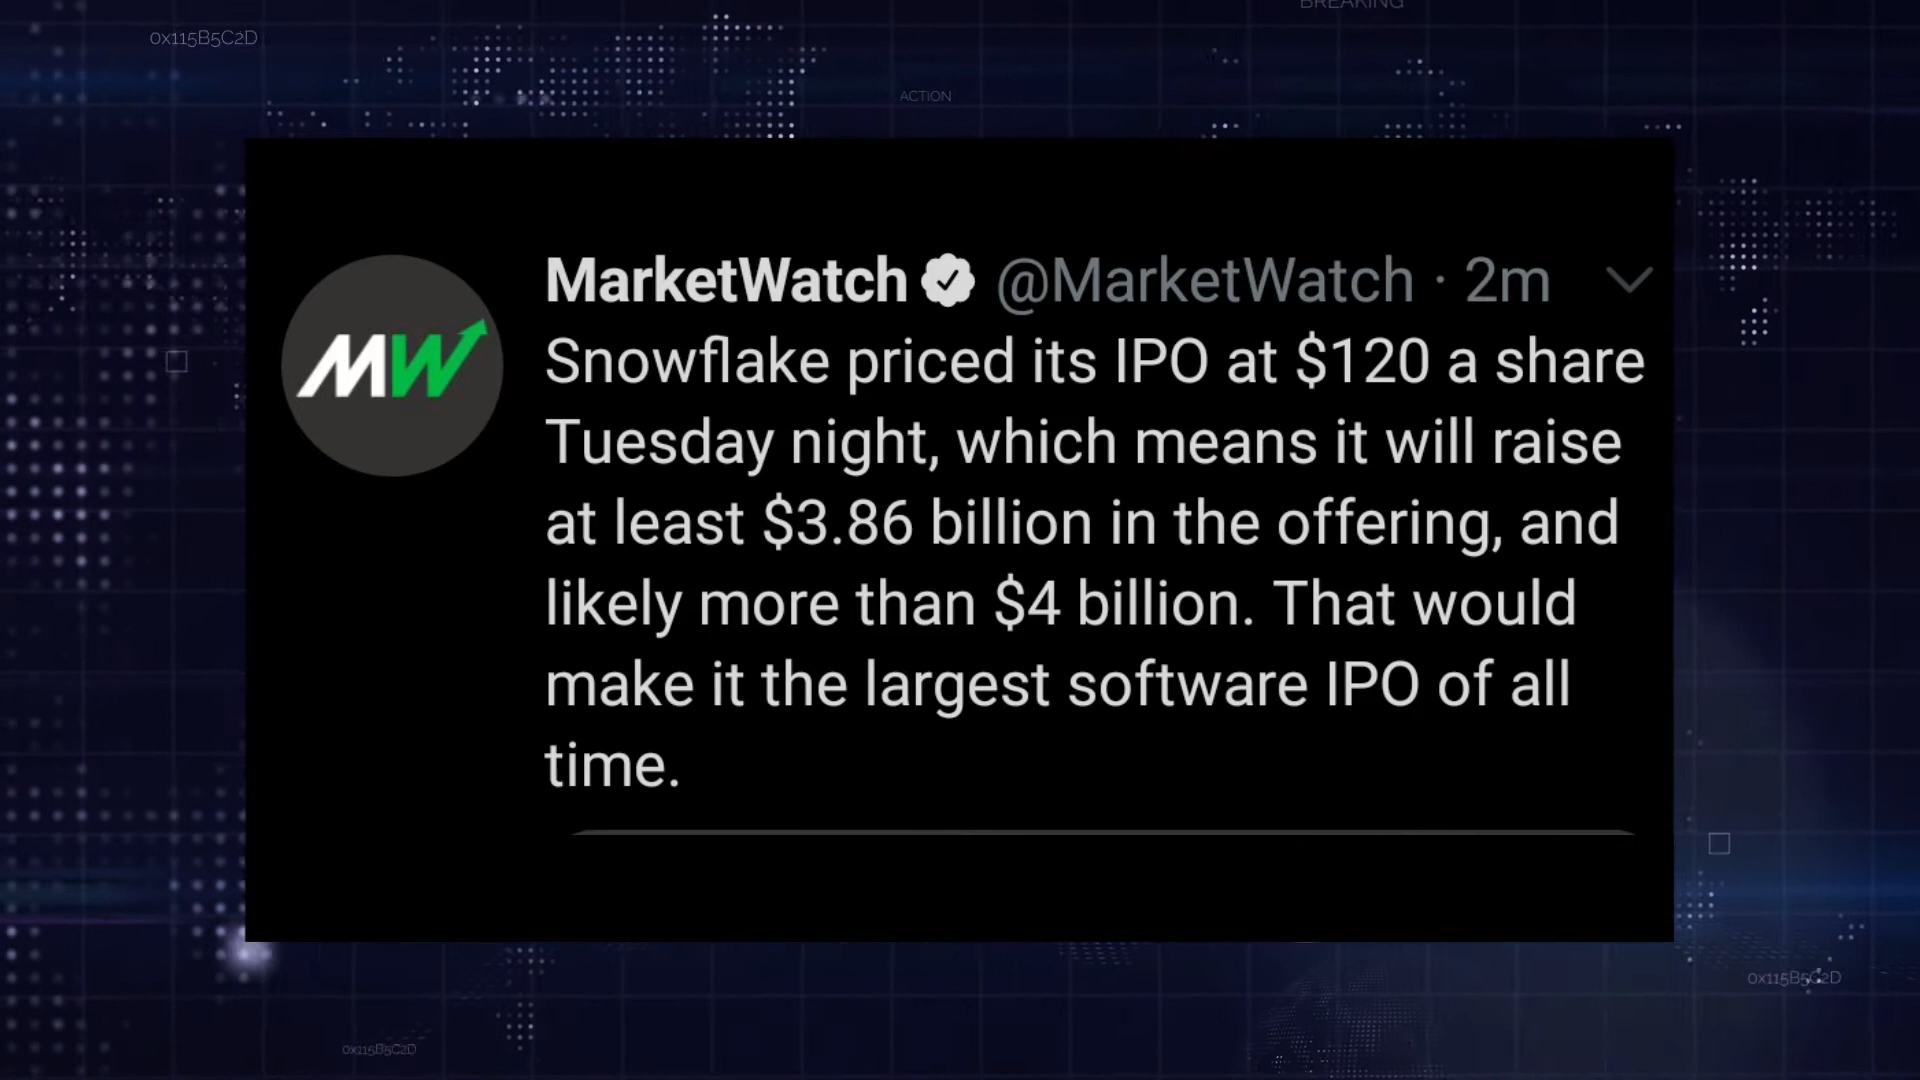 BREAKING
0x115B5C2D
ACTION
MarketWatch @MarketWatch · 2m
MW
Snowflake priced its IPO at $120 a share
Tuesday night, which means it will raise
at least $3.86 billion in the offering, and
likely more than $4 billion. That would
make it the largest software IPO of all
time.
0x115B5C2D
0x115B5C2D